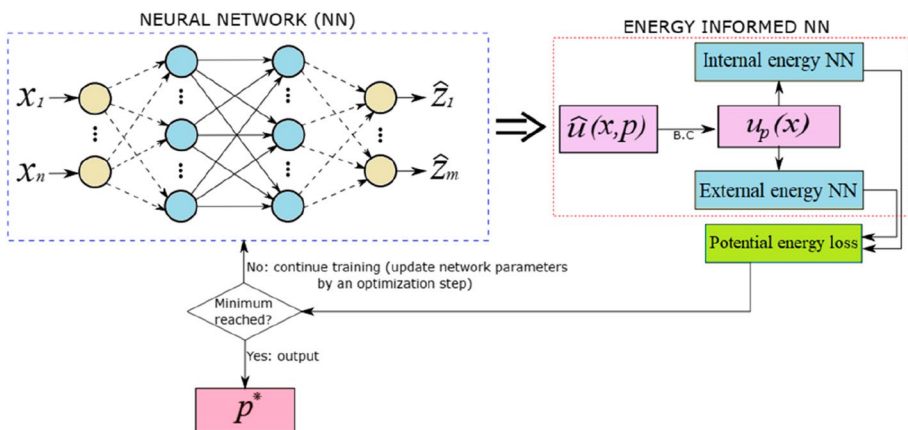 NEURAL NETWORK (NN)
ENERGY INFORMED NN
x₁
⋮
xₙ
ẑ₁
ẑₘ
Internal energy NN
û(x,p)
B.C
uₚ(x)
External energy NN
Potential energy loss
No: continue training (update network parameters
by an optimization step)
Minimum
reached?
Yes: output
p*